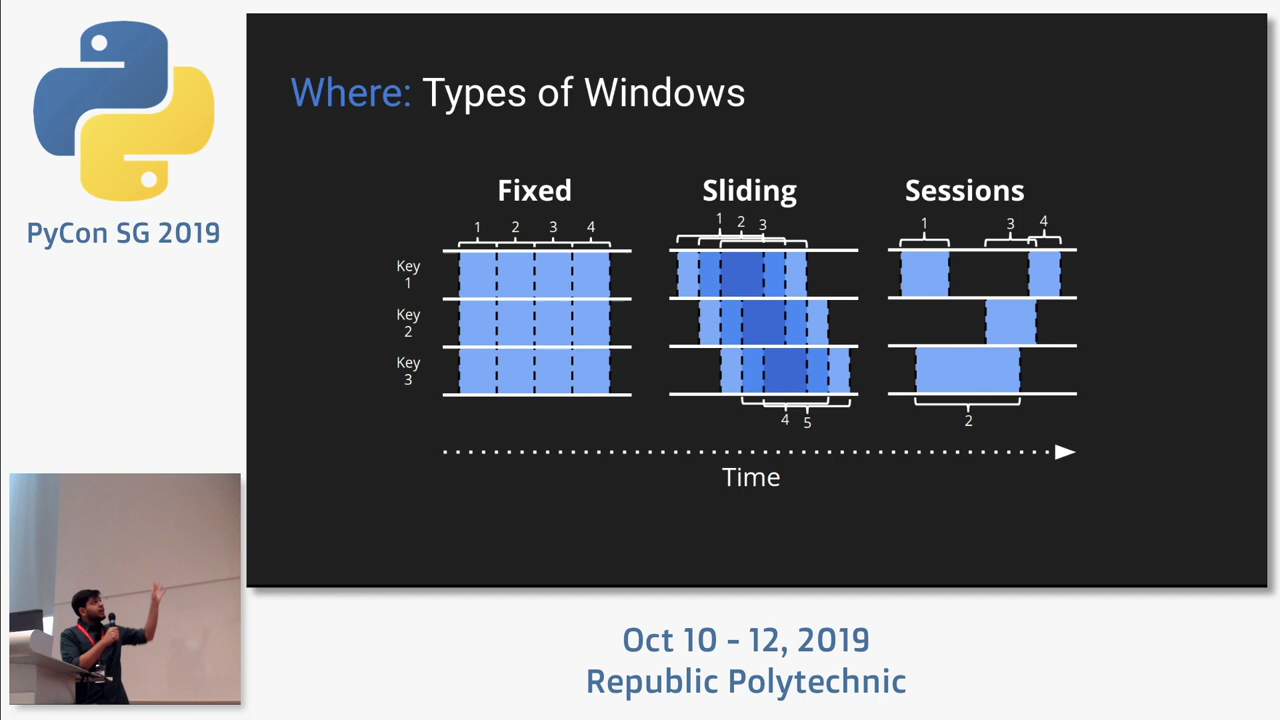 PyCon SG 2019
Where: Types of Windows
Fixed
Sliding
Sessions
1 2 3 4
1 2 3
1 3 4
Key
1
Key
2
Key
3
4 5
2
Time
Oct 10 - 12, 2019
Republic Polytechnic